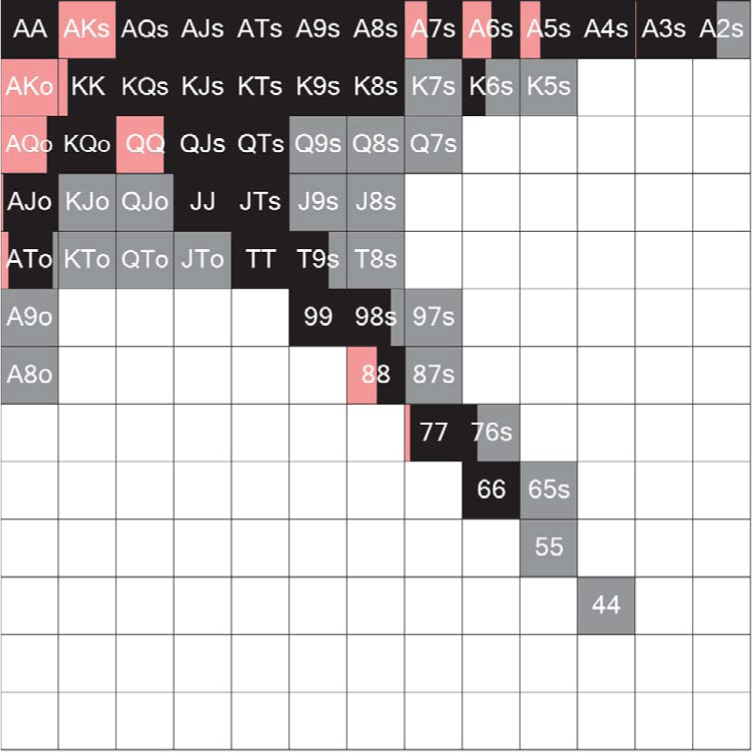 AA AKs AQs AJs ATs A9s A8s A7s A6s A5s A4s A3s A2s
AKo KK KQs KJs KTs K9s K8s K7s K6s K5s
AQo KQo QQ QJs QTs Q9s Q8s Q7s
AJo KJo QJo JJ JTs J9s J8s
ATo KTo QTo JTo TT T9s T8s
A9o 99 98s 97s
A8o 88 87s
77 76s
66 65s
55
44